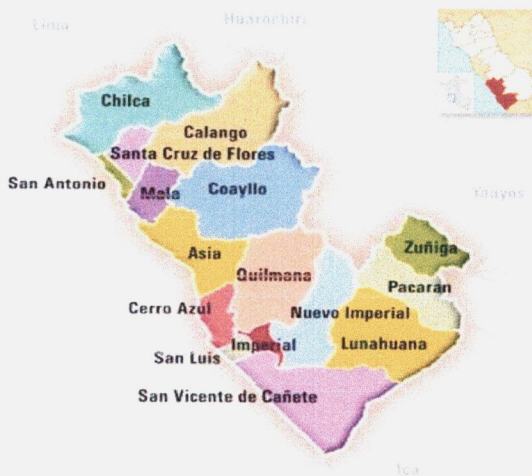 Lima
Huarochiri
Chilca
Calango
Santa Cruz de Flores
San Antonio
Mala
Coayllo
Yauyos
Asia
Zuñiga
Quilmana
Pacarán
Cerro Azul
Nuevo Imperial
Imperial
Lunahuana
San Luis
San Vicente de Cañete
Ica